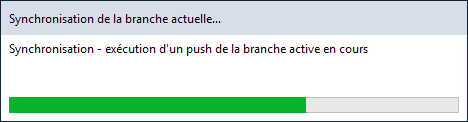 Synchronisation de la branche actuelle...
Synchronisation - exécution d'un push de la branche active en cours